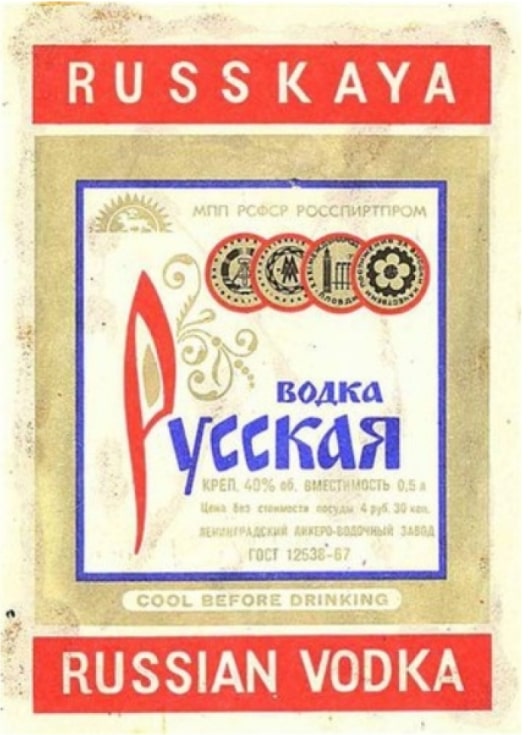 RUSSKAYA
МПП РСФСР РОССПИРТПРОМ
ВОДКА
Русская
КРЕП. 40% об. ВМЕСТИМОСТЬ 0,5 л
Цена без стоимости посуды 4 руб. 30 коп.
ЛЕНИНГРАДСКИЙ ЛИКЕРО-ВОДОЧНЫЙ ЗАВОД
ГОСТ 12538-67
COOL BEFORE DRINKING
RUSSIAN VODKA